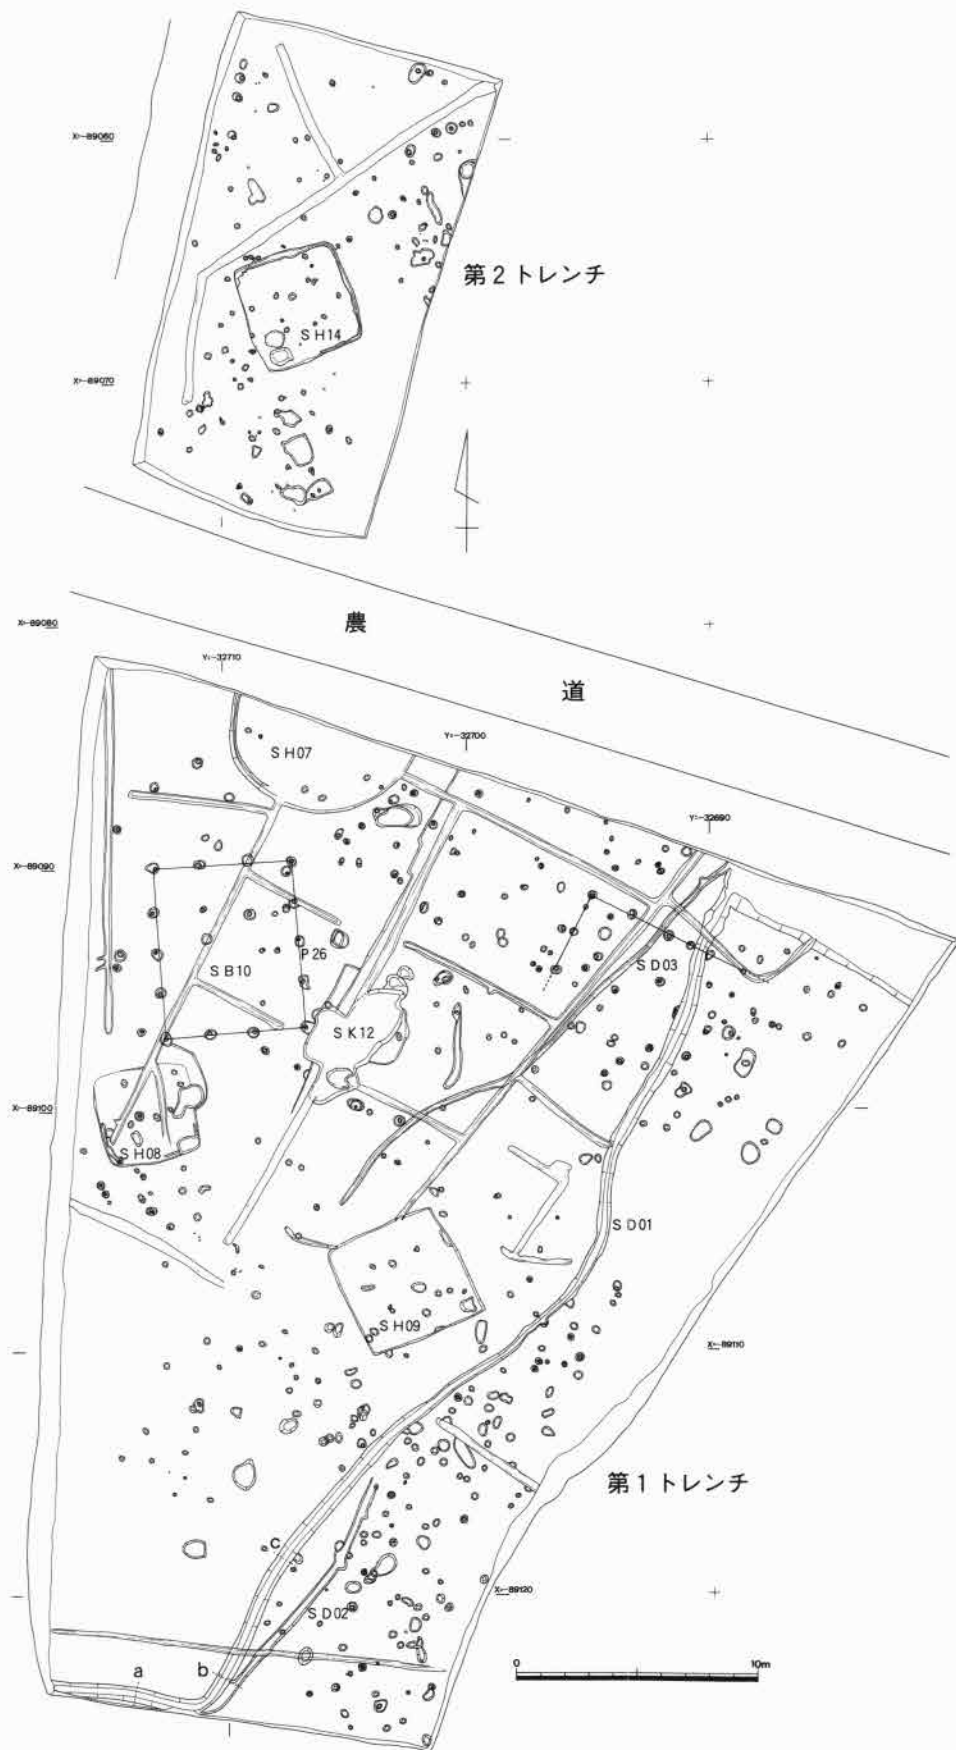 X=-89060
第2トレンチ
SH14
X=-89070
農
道
X=-89080
Y=-32710
SH07
Y=-32700
Y=-32690
X=-89090
P26
SB10
SD03
SK12
X=-89100
SH08
SD01
SH09
X=-89110
第1トレンチ
c
X=-89120
SD02
a
b
0
10m